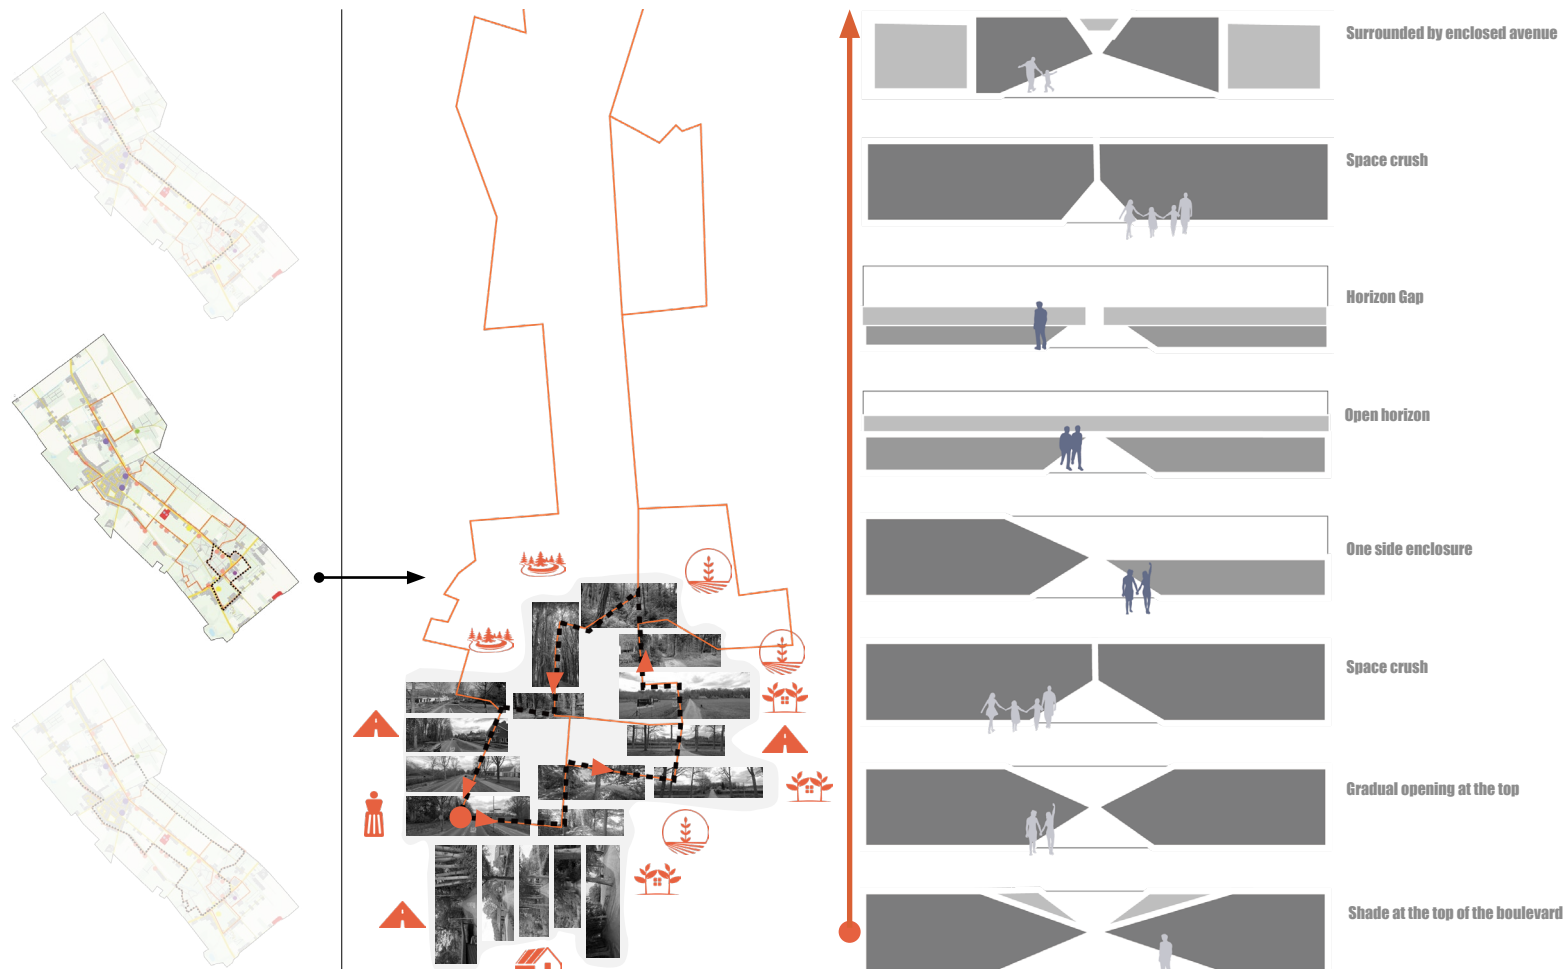 Surrounded by enclosed avenue
Space crush
Horizon Gap
Open horizon
One side enclosure
Space crush
Gradual opening at the top
Shade at the top of the boulevard